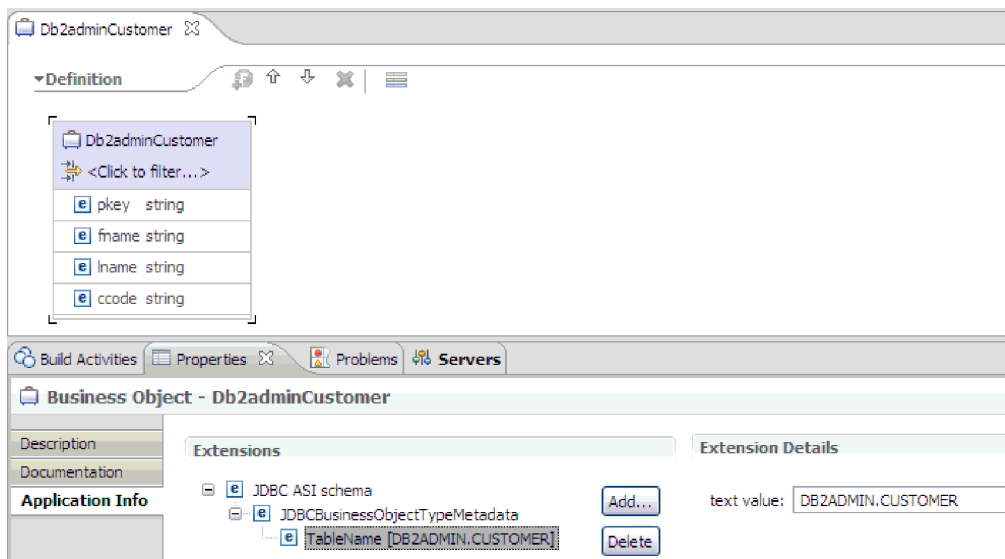 Db2adminCustomer
Definition
Db2adminCustomer
<Click to filter...>
pkey string
fname string
lname string
ccode string
Build Activities Properties Problems Servers
Business Object - Db2adminCustomer
Description
Documentation
Application Info
Extensions
JDBC ASI schema
JDBCBusinessObjectTypeMetadata
TableName [DB2ADMIN.CUSTOMER]
Add...
Delete
Extension Details
text value: DB2ADMIN.CUSTOMER